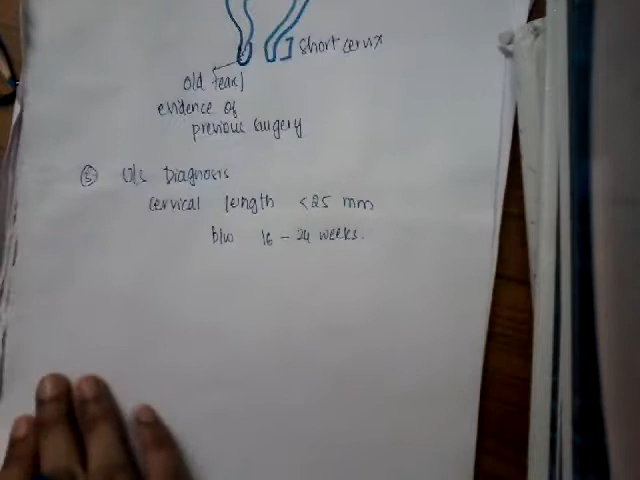 short cervix
old tear/
evidence of
previous surgery
⑤ U/s Diagnosis
cervical length <25 mm
b/w 16 - 24 weeks.